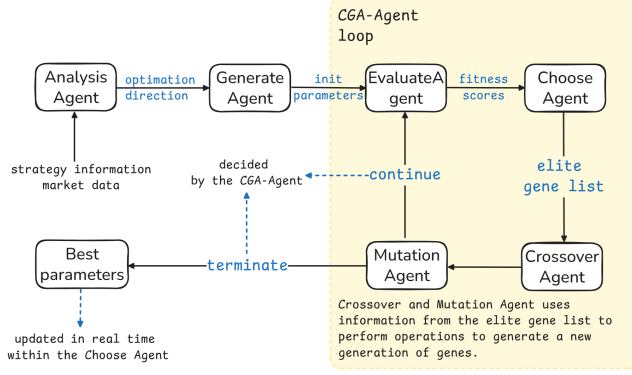 CGA-Agent
loop
Analysis
Agent
optimation
direction
Generate
Agent
init
parameters
EvaluateA
gent
fitness
scores
Choose
Agent
strategy information
market data
decided
by the CGA-Agent
continue
elite
gene list
Best
parameters
terminate
Mutation
Agent
Crossover
Agent
updated in real time
within the Choose Agent
Crossover and Mutation Agent uses
information from the elite gene list to
perform operations to generate a new
generation of genes.